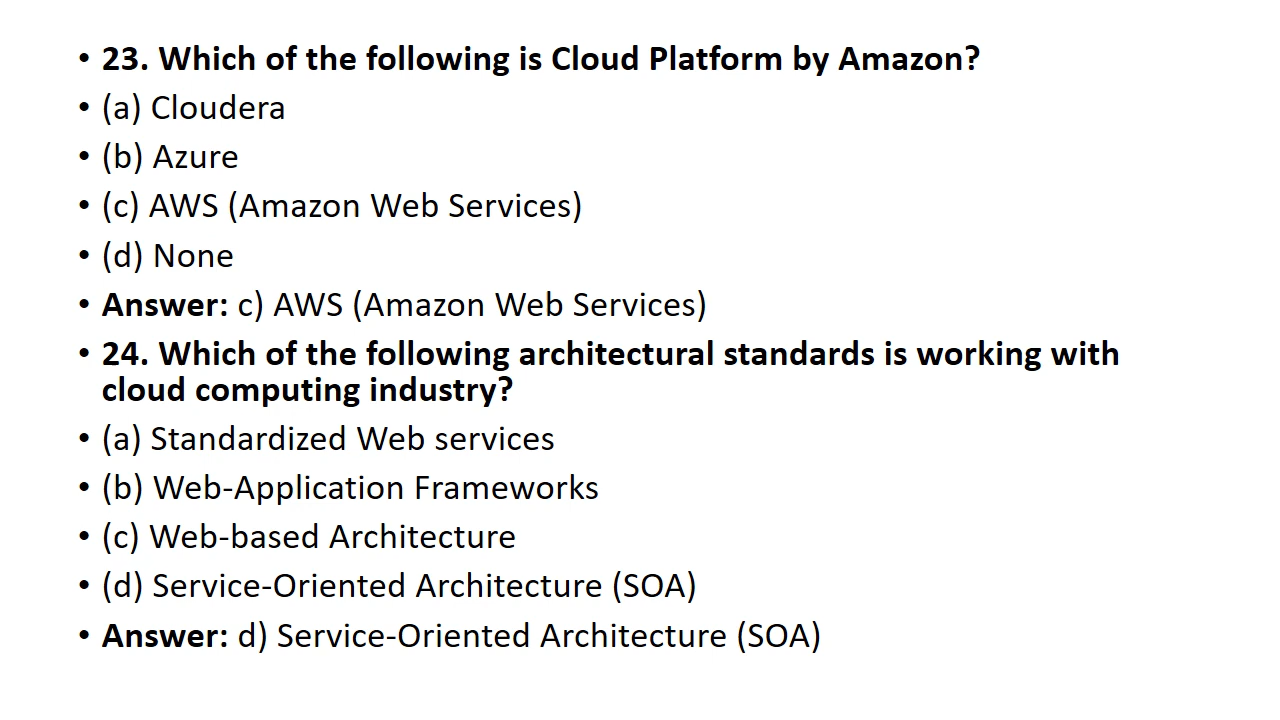 • 23. Which of the following is Cloud Platform by Amazon?
• (a) Cloudera
• (b) Azure
• (c) AWS (Amazon Web Services)
• (d) None
• Answer: c) AWS (Amazon Web Services)
• 24. Which of the following architectural standards is working with
cloud computing industry?
• (a) Standardized Web services
• (b) Web-Application Frameworks
• (c) Web-based Architecture
• (d) Service-Oriented Architecture (SOA)
• Answer: d) Service-Oriented Architecture (SOA)